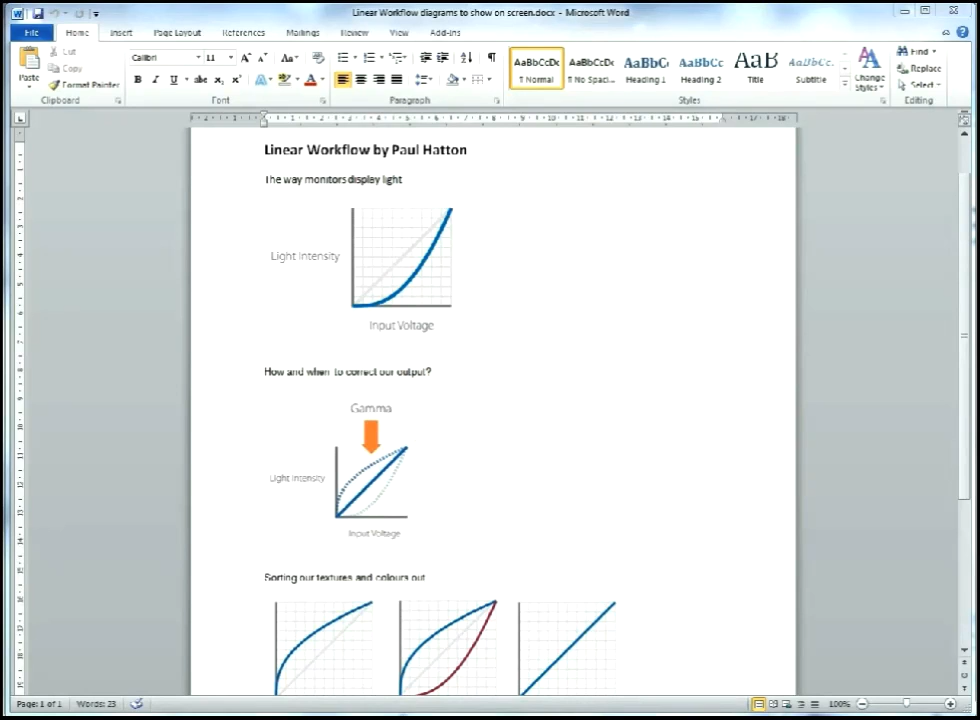 Linear Workflow diagrams to show on screen.docx - Microsoft Word
File Home Insert Page Layout References Mailings Review View Add-Ins
Paste Cut Copy Format Painter Clipboard
Calibri 11 Font
Paragraph
AaBbCcDc AaBbCcDc AaBbC AaBbCc AaB AaBbCc.
¶ Normal ¶ No Spaci... Heading 1 Heading 2 Title Subtitle
Change Styles
Styles
Find Replace Select Editing
Linear Workflow by Paul Hatton
The way monitors display light
Light Intensity
Input Voltage
How and when to correct our output?
Gamma
Light Intensity
Input Voltage
Sorting our textures and colours out
Page: 1 of 1 Words: 23 100%